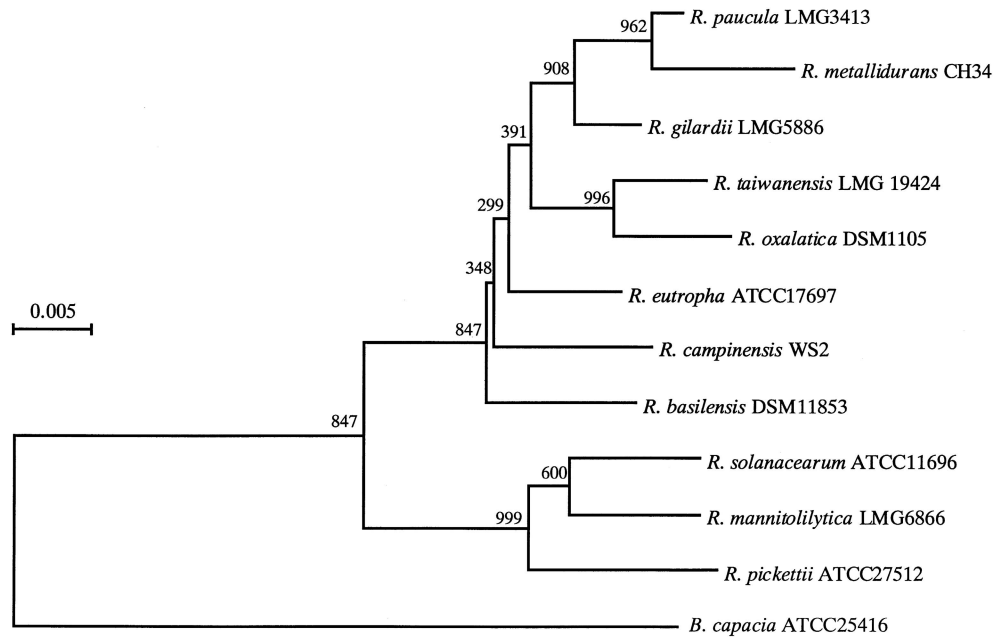 R. paucula LMG3413
962
R. metallidurans CH34
908
R. gilardii LMG5886
391
R. taiwanensis LMG 19424
996
299
R. oxalatica DSM1105
348
R. eutropha ATCC17697
0.005
847
R. campinensis WS2
R. basilensis DSM11853
847
R. solanacearum ATCC11696
600
R. mannitolilytica LMG6866
999
R. pickettii ATCC27512
B. capacia ATCC25416